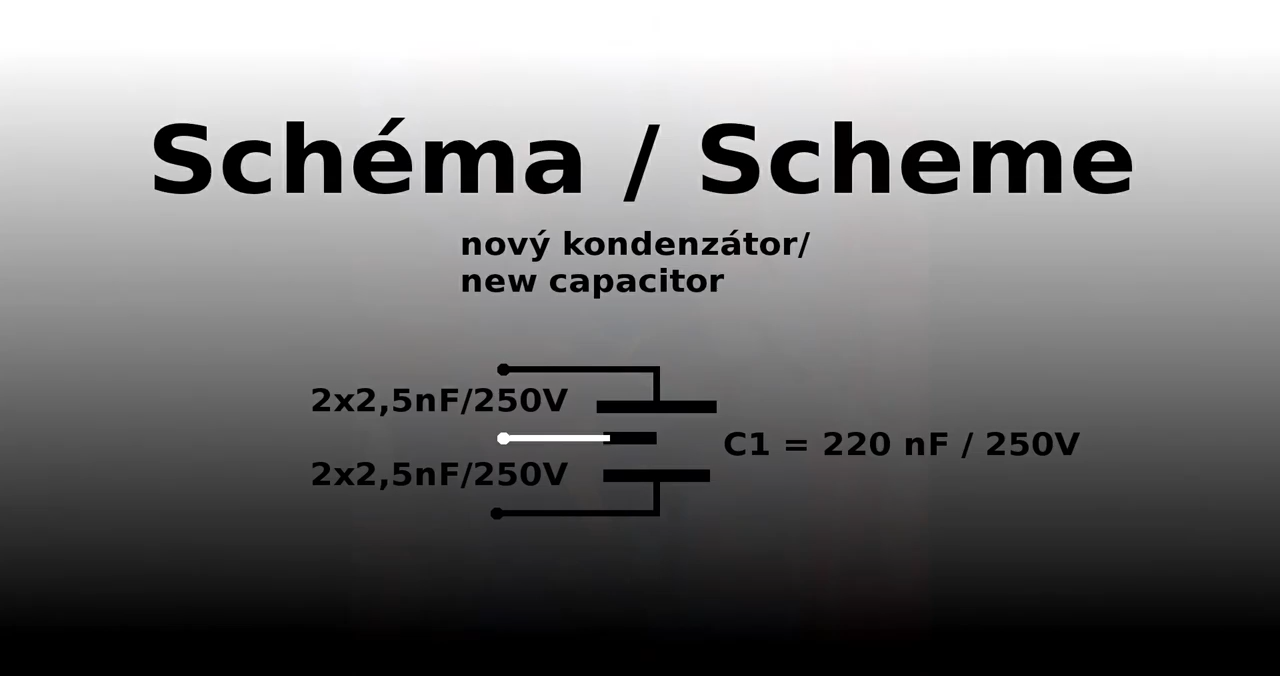 Schéma / Scheme
nový kondenzátor/
new capacitor
2x2,5nF/250V
C1 = 220 nF / 250V
2x2,5nF/250V